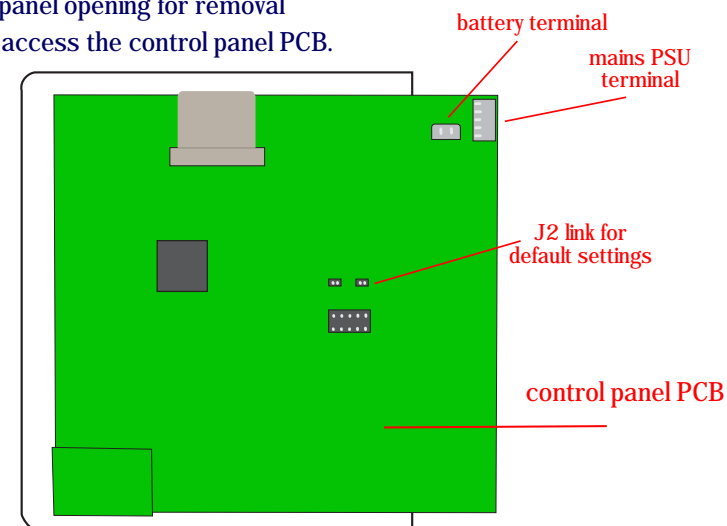 panel opening for removal
access the control panel PCB.
battery terminal
mains PSU
terminal
J2 link for
default settings
control panel PCB